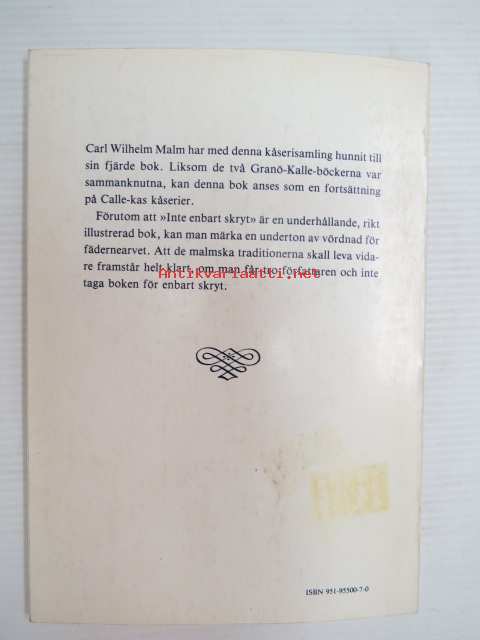 Carl Wilhelm Malm har med denna kåserisamling hunnit till
sin fjärde bok. Liksom de två Granö-Kalle-böckerna var
sammanknutna, kan denna bok anses som en fortsättning
på Calle-kas kåserier.
Förutom att »Inte enbart skryt» är en underhållande, rikt
illustrerad bok, kan man märka en underton av vördnad för
fädernearvet. Att de malmska traditionerna skall leva vida-
re framstår helt klart, om man får tro författaren och inte
taga boken för enbart skryt.
Antikvariaatti.net
ISBN 951-95500-7-0